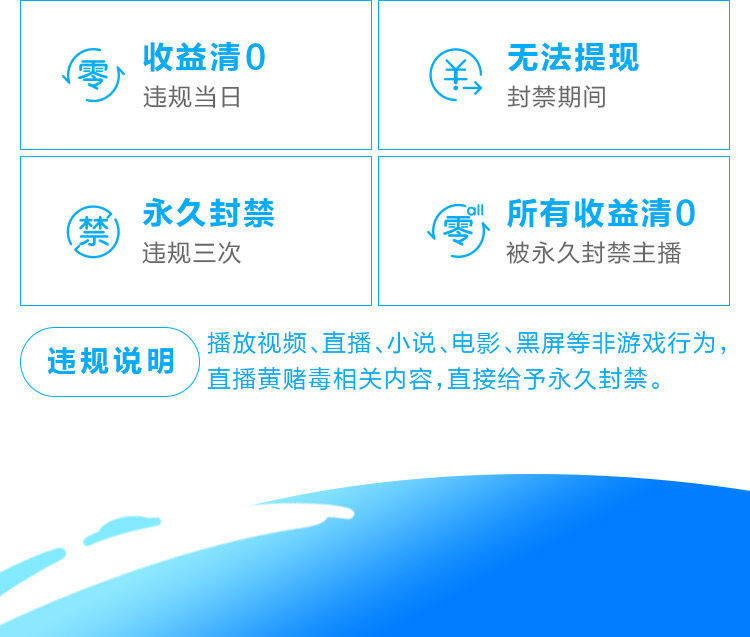 零
收益清0
违规当日
¥
无法提现
封禁期间
禁
永久封禁
违规三次
零all
所有收益清0
被永久封禁主播
违规说明
播放视频、直播、小说、电影、黑屏等非游戏行为，
直播黄赌毒相关内容，直接给予永久封禁。